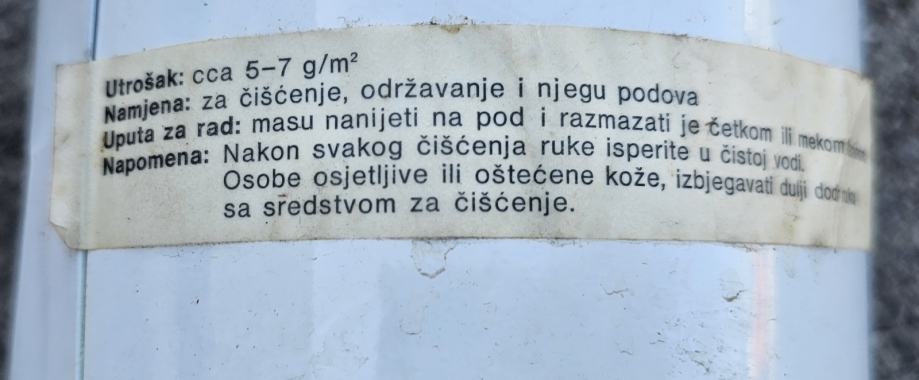 Utrošak: cca 5–7 g/m²
Namjena: za čišćenje, održavanje i njegu podova
Uputa za rad: masu nanijeti na pod i razmazati je četkom ili mekom
Napomena: Nakon svakog čišćenja ruke isperite u čistoj vodi.
Osobe osjetljive ili oštećene kože, izbjegavati dulji
sa sredstvom za čišćenje.